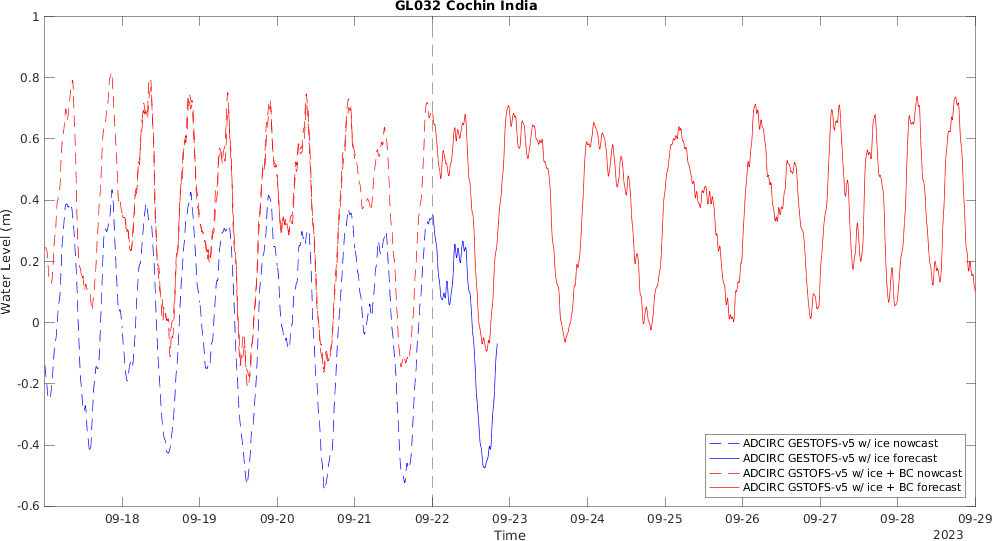 GL032 Cochin India
1
0.8
0.6
0.4
0.2
0
-0.2
-0.4
-0.6
Water Level (m)
ADCIRC GESTOFS-v5 w/ ice nowcast
ADCIRC GESTOFS-v5 w/ ice forecast
ADCIRC GSTOFS-v5 w/ ice + BC nowcast
ADCIRC GSTOFS-v5 w/ ice + BC forecast
09-18 09-19 09-20 09-21 09-22 09-23 09-24 09-25 09-26 09-27 09-28 09-29
Time
2023